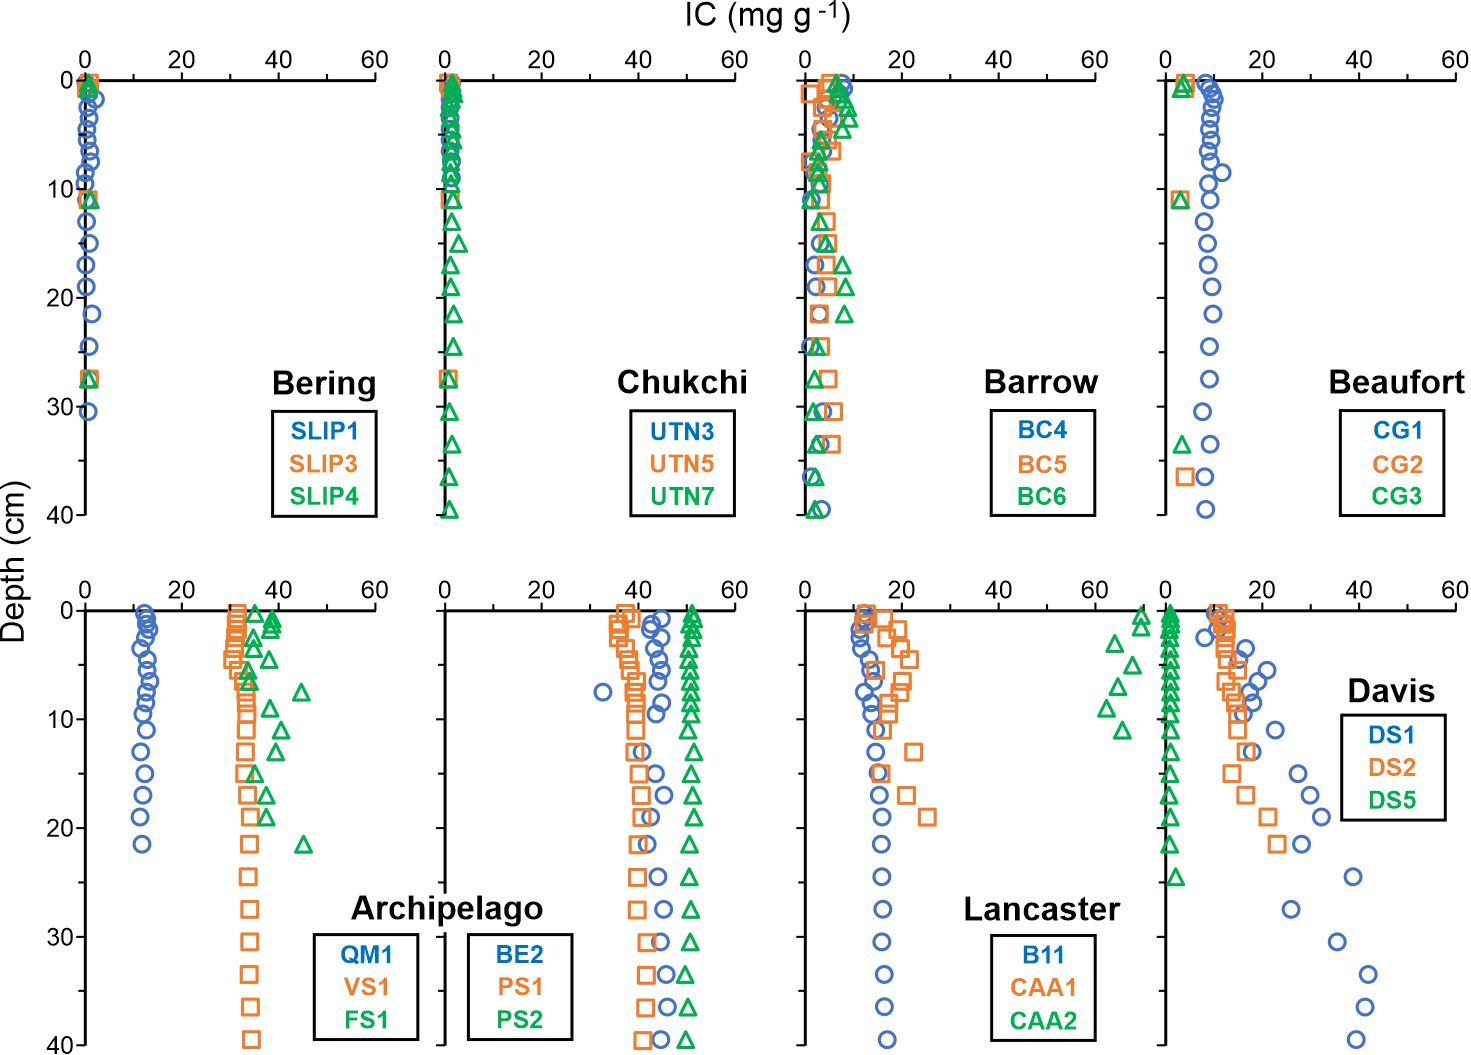 IC (mg g -1)
0 20 40 60 0 20 40 60 0 20 40 60 0 20 40 60
0
10
20
30
40
Depth (cm)
Bering
SLIP1
SLIP3
SLIP4
Chukchi
UTN3
UTN5
UTN7
Barrow
BC4
BC5
BC6
Beaufort
CG1
CG2
CG3
0 20 40 60 0 20 40 60 0 20 40 60 0 20 40 60
0
10
20
30
40
Archipelago
QM1
VS1
FS1
BE2
PS1
PS2
Lancaster
B11
CAA1
CAA2
Davis
DS1
DS2
DS5